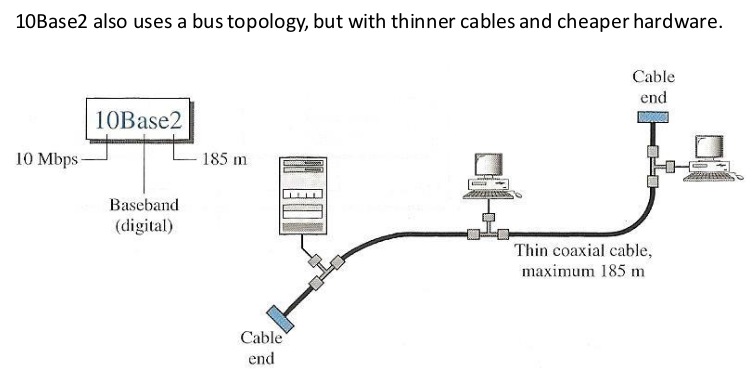 10Base2 also uses a bus topology, but with thinner cables and cheaper hardware.
Cable
end
10Base2
10 Mbps
185 m
Baseband
(digital)
Thin coaxial cable,
maximum 185 m
Cable
end